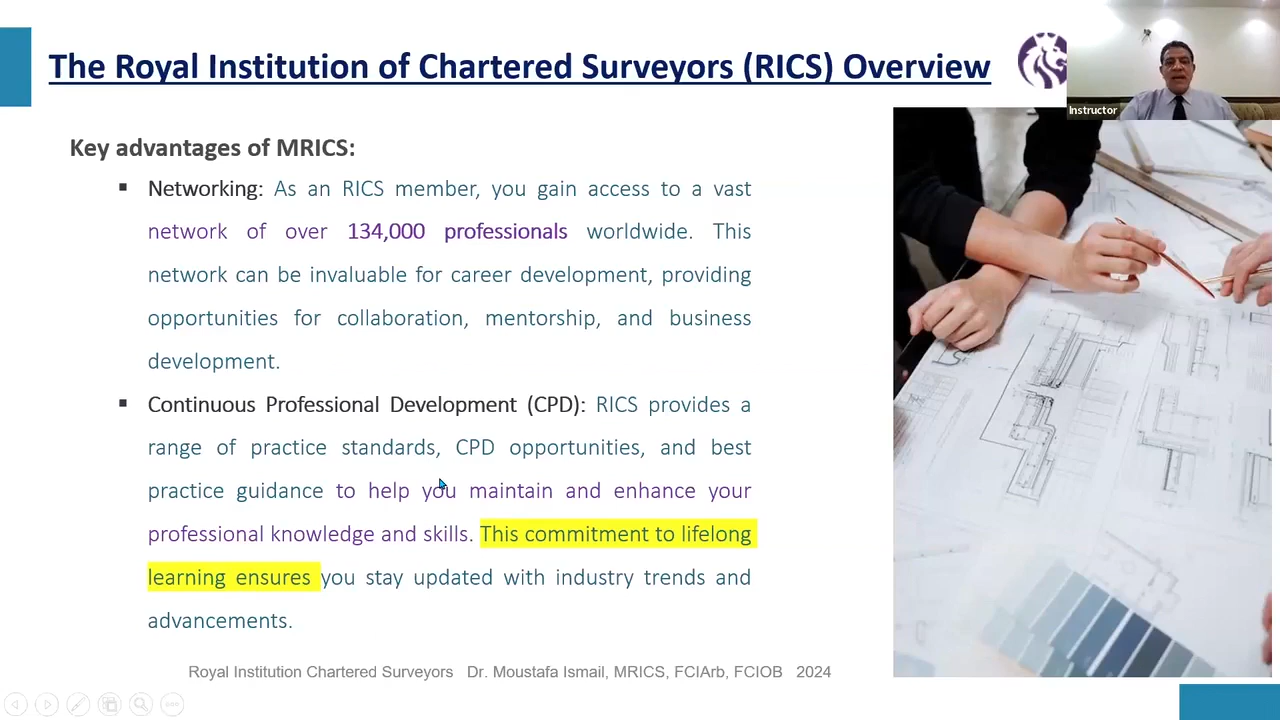 The Royal Institution of Chartered Surveyors (RICS) Overview
Instructor
Key advantages of MRICS:
▪ Networking: As an RICS member, you gain access to a vast
network of over 134,000 professionals worldwide. This
network can be invaluable for career development, providing
opportunities for collaboration, mentorship, and business
development.
▪ Continuous Professional Development (CPD): RICS provides a
range of practice standards, CPD opportunities, and best
practice guidance to help you maintain and enhance your
professional knowledge and skills. This commitment to lifelong
learning ensures you stay updated with industry trends and
advancements.
Royal Institution Chartered Surveyors Dr. Moustafa Ismail, MRICS, FCIArb, FCIOB 2024